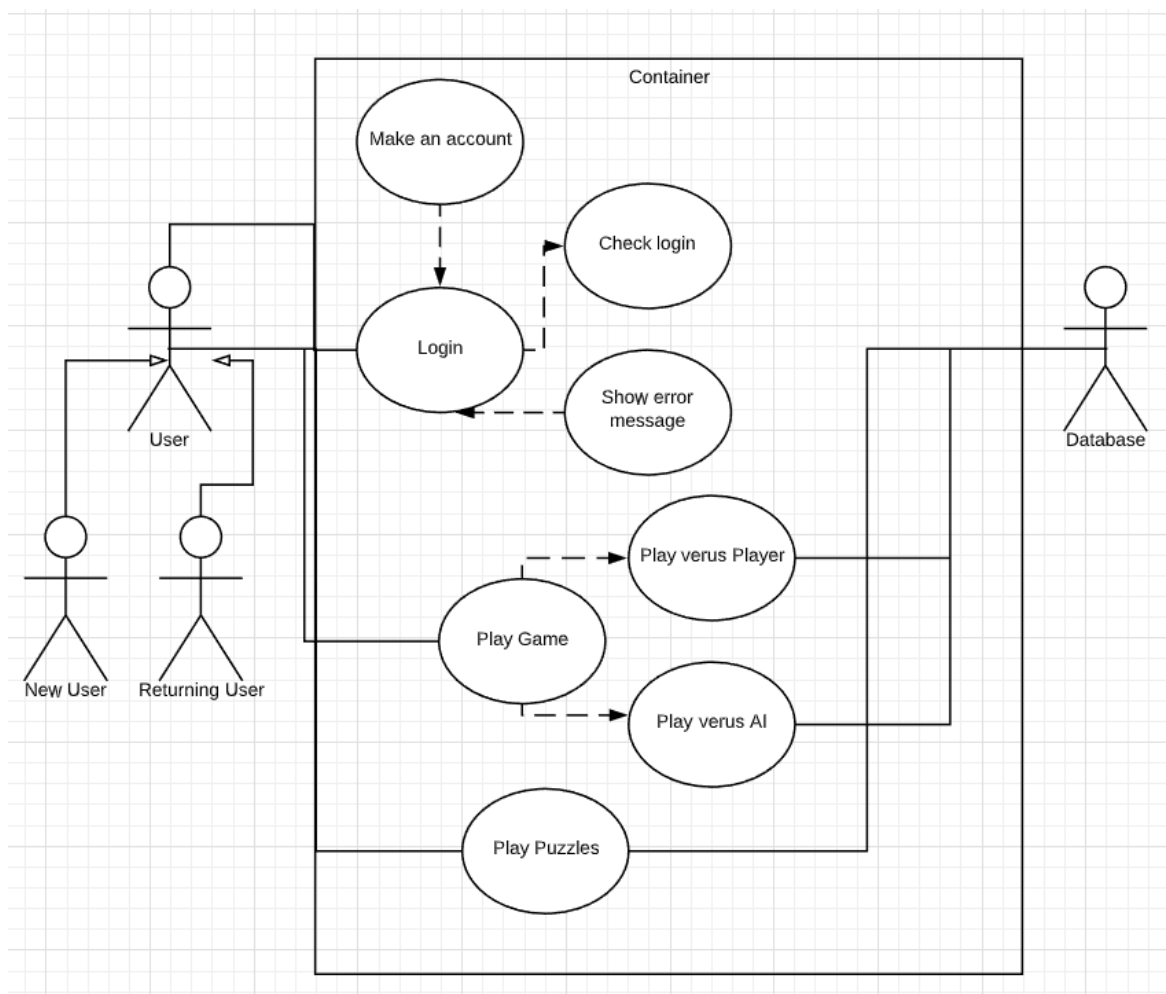 Container
Make an account
Check login
Login
Show error
message
User
Database
Play verus Player
Play Game
New User
Returning User
Play verus AI
Play Puzzles